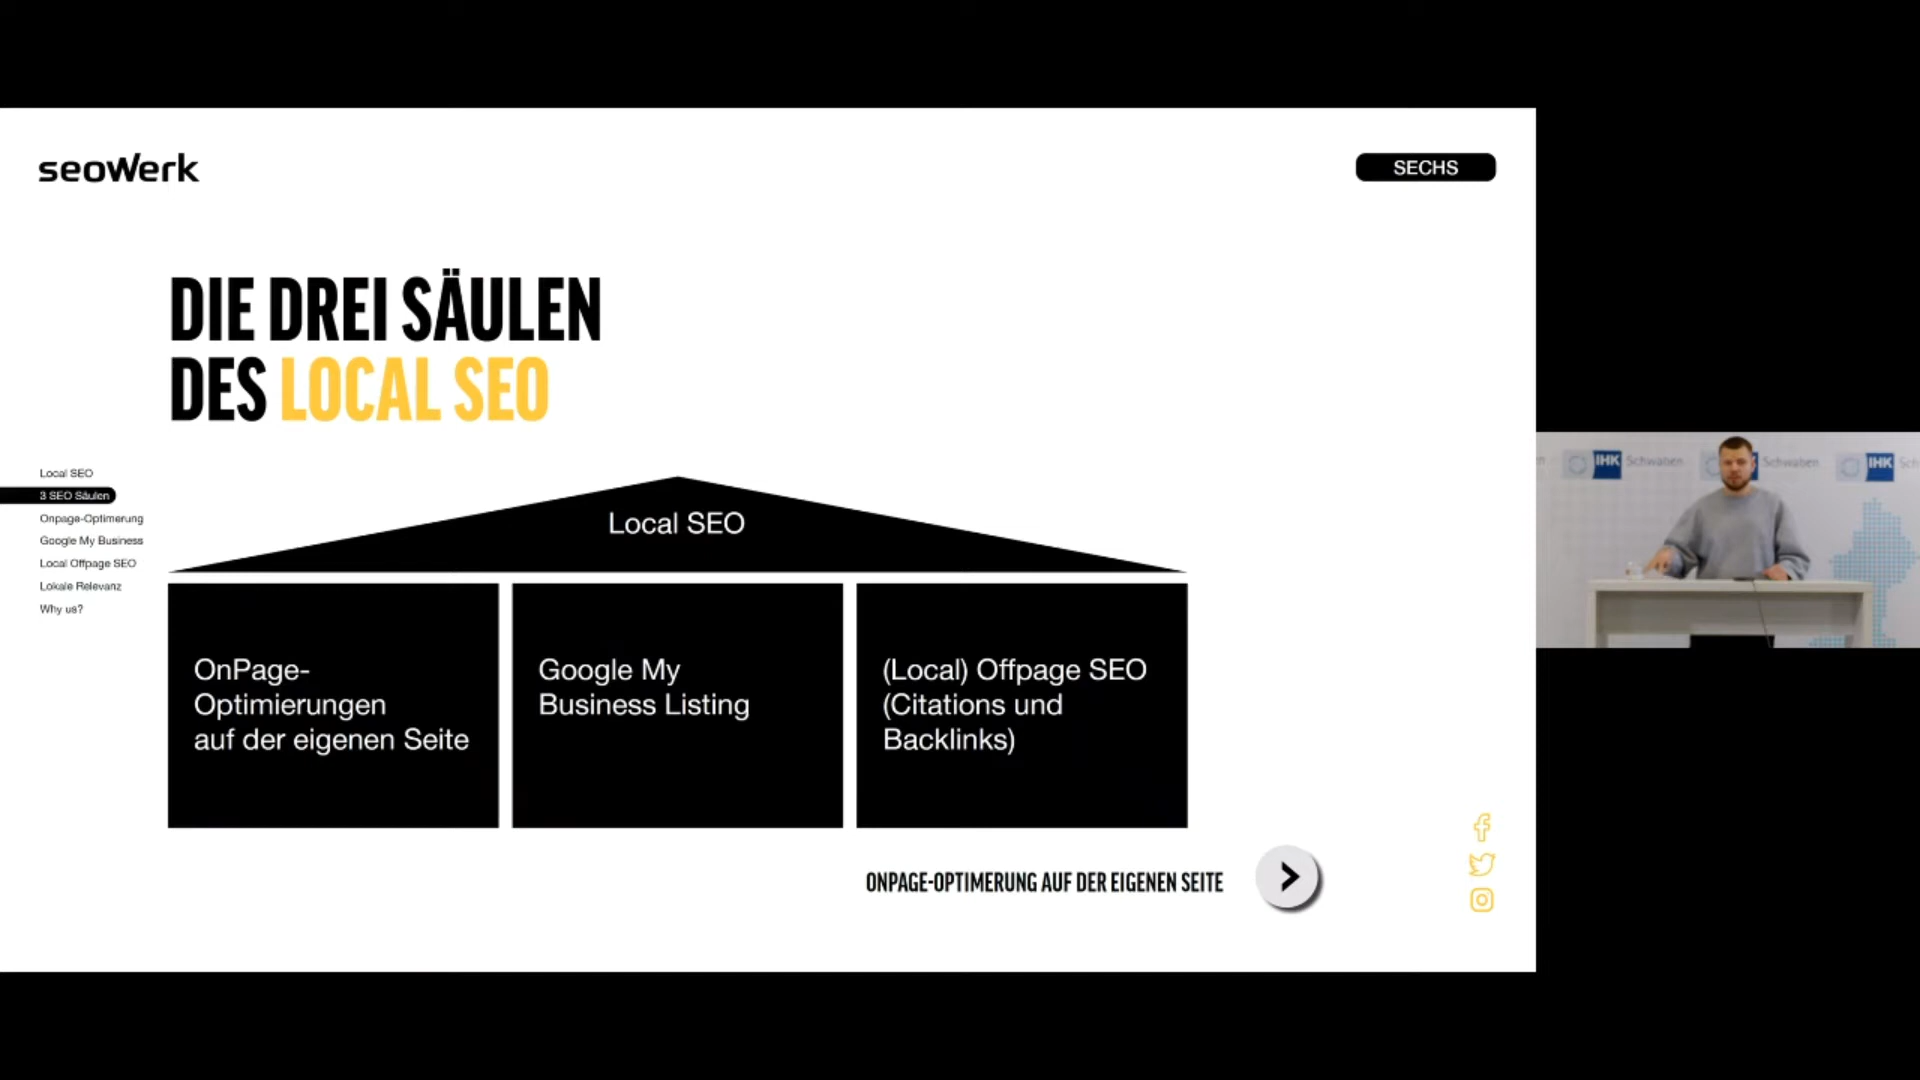 seoWerk
SECHS
DIE DREI SÄULEN
DES LOCAL SEO
Local SEO
3 SEO Säulen
Onpage-Optimerung
Google My Business
Local Offpage SEO
Lokale Relevanz
Why us?
Local SEO
OnPage-
Optimierungen
auf der eigenen Seite
Google My
Business Listing
(Local) Offpage SEO
(Citations und
Backlinks)
ONPAGE-OPTIMERUNG AUF DER EIGENEN SEITE
IHK Schwaben
Schwaben
IHK